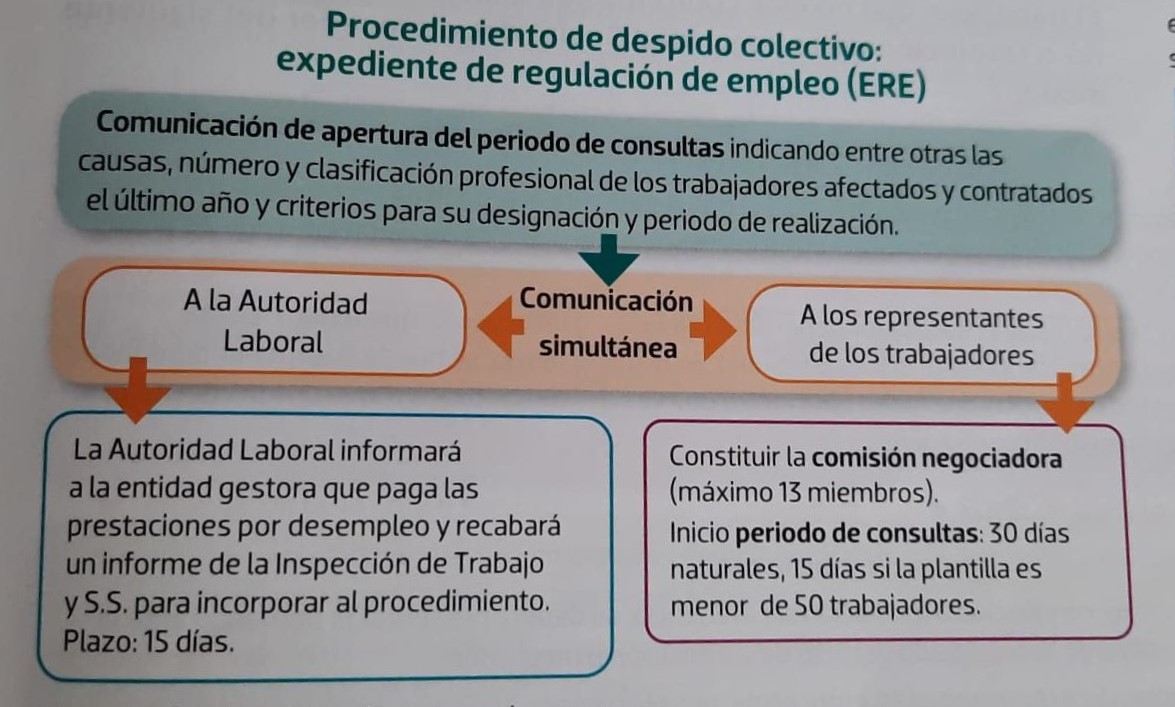 Procedimiento de despido colectivo:
expediente de regulación de empleo (ERE)
Comunicación de apertura del periodo de consultas indicando entre otras las
causas, número y clasificación profesional de los trabajadores afectados y contratados
el último año y criterios para su designación y periodo de realización.
A la Autoridad
Laboral
Comunicación
simultánea
A los representantes
de los trabajadores
La Autoridad Laboral informará
a la entidad gestora que paga las
prestaciones por desempleo y recabará
un informe de la Inspección de Trabajo
y S.S. para incorporar al procedimiento.
Plazo: 15 días.
Constituir la comisión negociadora
(máximo 13 miembros).
Inicio periodo de consultas: 30 días
naturales, 15 días si la plantilla es
menor de 50 trabajadores.